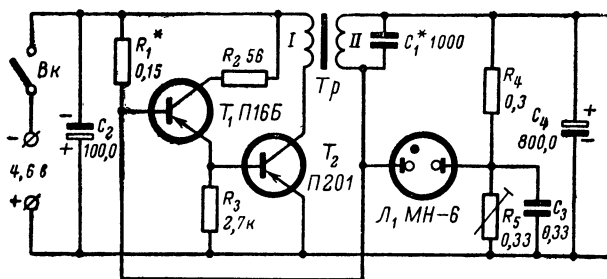 Вк
-
4,6 в
+
-
+
C₂
100,0
R₁*
0,15
R₂ 56
T₁ П16Б
R₃
2,7к
T₂
П201
I
II
Тр
C₁* 1000
Л₁ МН-6
R₄
0,3
R₅
0,33
C₃
0,33
C₄
800,0
+
-